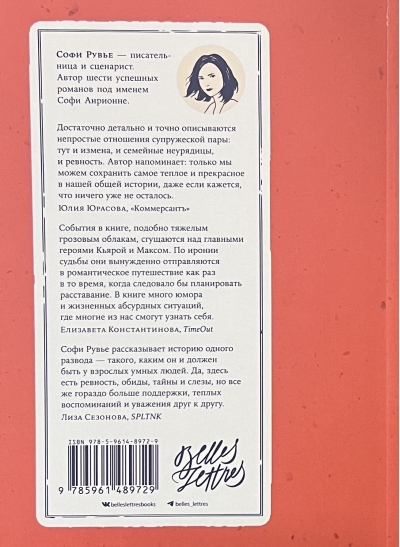 Софи Рувье — писатель-
ница и сценарист.
Автор шести успешных
романов под именем
Софи Анрионне.
Достаточно детально и точно описываются
непростые отношения супружеской пары:
тут и измена, и семейные неурядицы,
и ревность. Автор напоминает: только мы
можем сохранить самое теплое и прекрасное
в нашей общей истории, даже если кажется,
что ничего уже не осталось.
Юлия Юрасова, «Коммерсантъ»
События в книге, подобно тяжелым
грозовым облакам, сгущаются над главными
героями Кьярой и Максом. По иронии
судьбы они вынужденно отправляются
в романтическое путешествие как раз
в то время, когда следовало бы планировать
расставание. В книге много юмора
и жизненных абсурдных ситуаций,
где многие из нас смогут узнать себя.
Елизавета Константинова, TimeOut
Софи Рувье рассказывает историю одного
развода — такого, каким он и должен
быть у взрослых умных людей. Да, здесь
есть ревность, обиды, тайны и слезы, но все
же гораздо больше поддержки, теплых
воспоминаний и уважения друг к другу.
Лиза Сезонова, SPLTNK
ISBN 978-5-9614-8972-9
9 785961 489729
Belles
Lettres
belleslettresbooks
belles_lettres